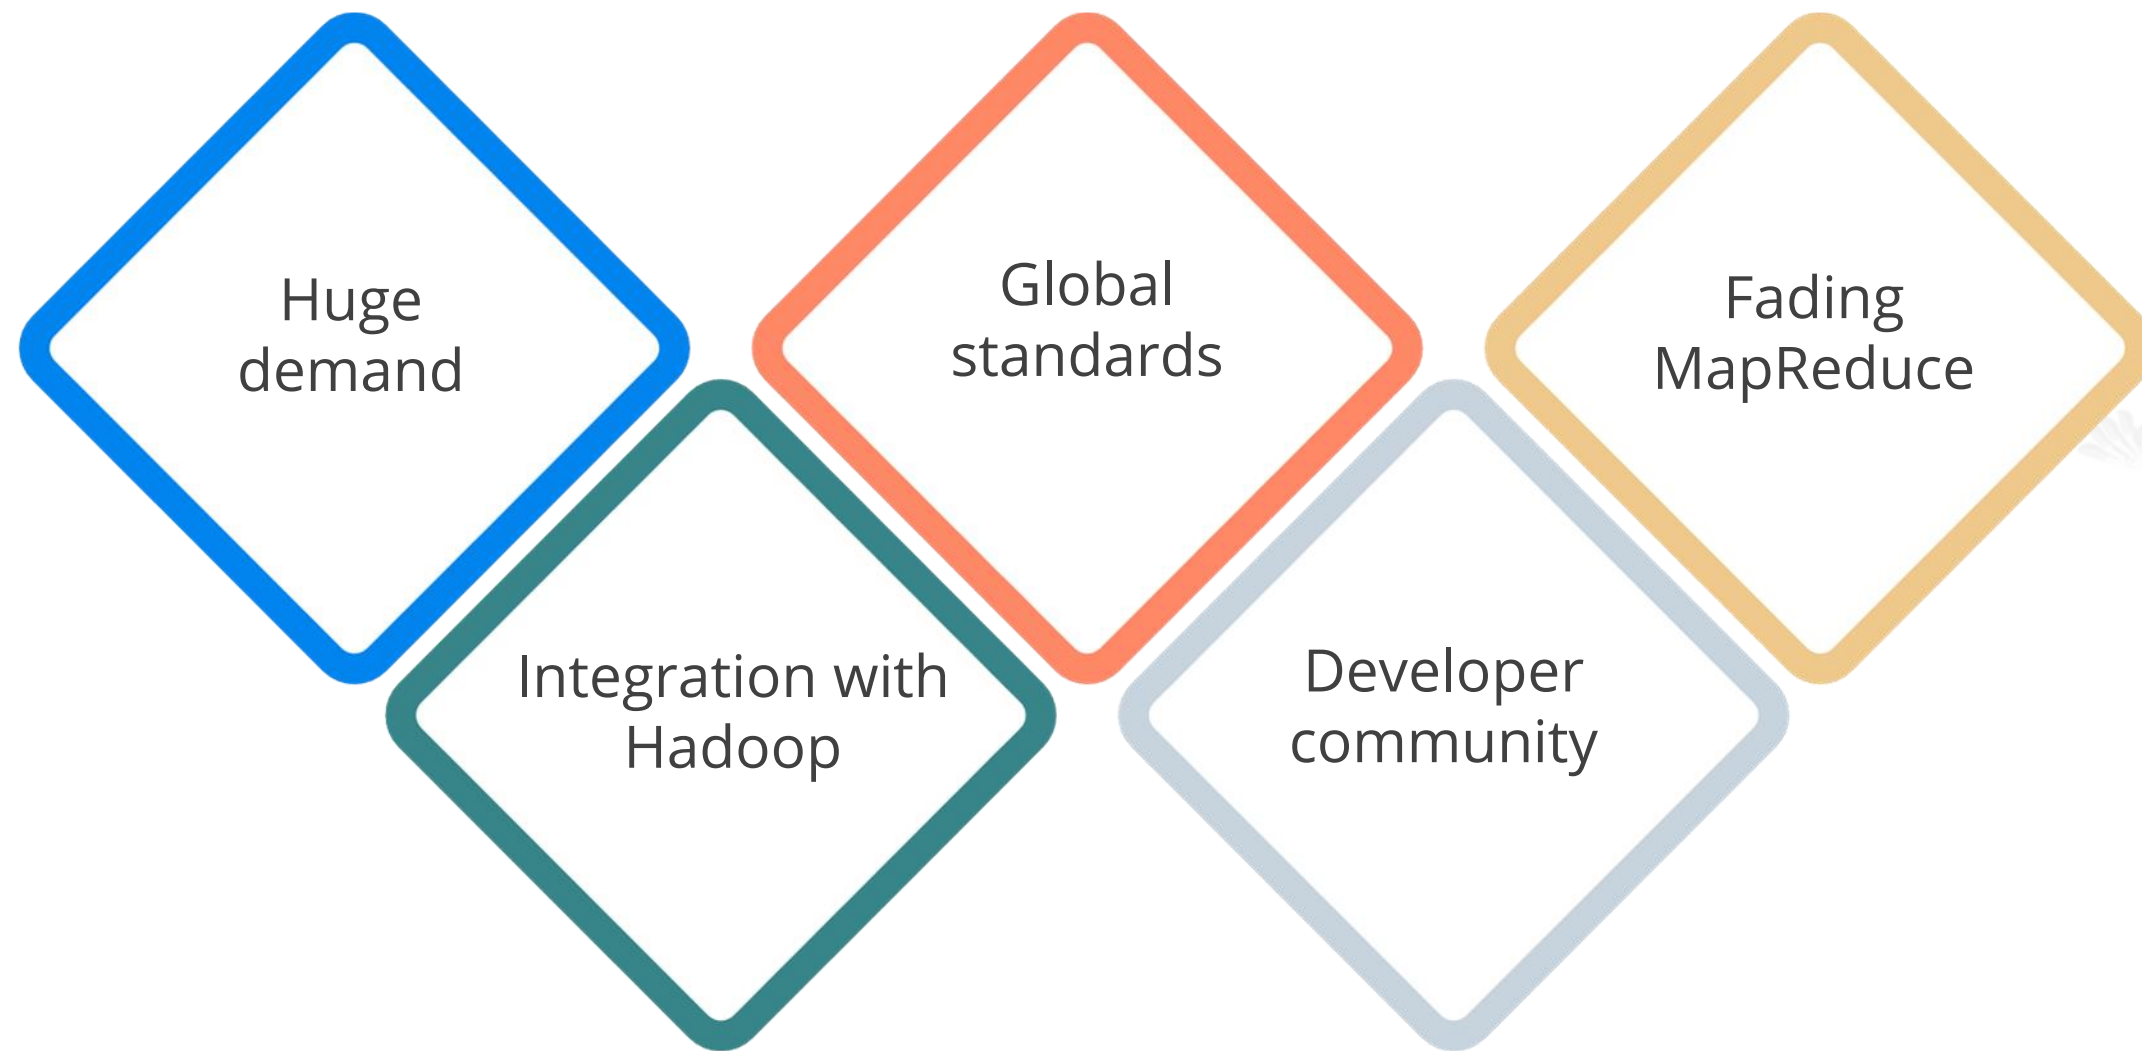 Huge
demand
Integration with
Hadoop
Global
standards
Developer
community
Fading
MapReduce